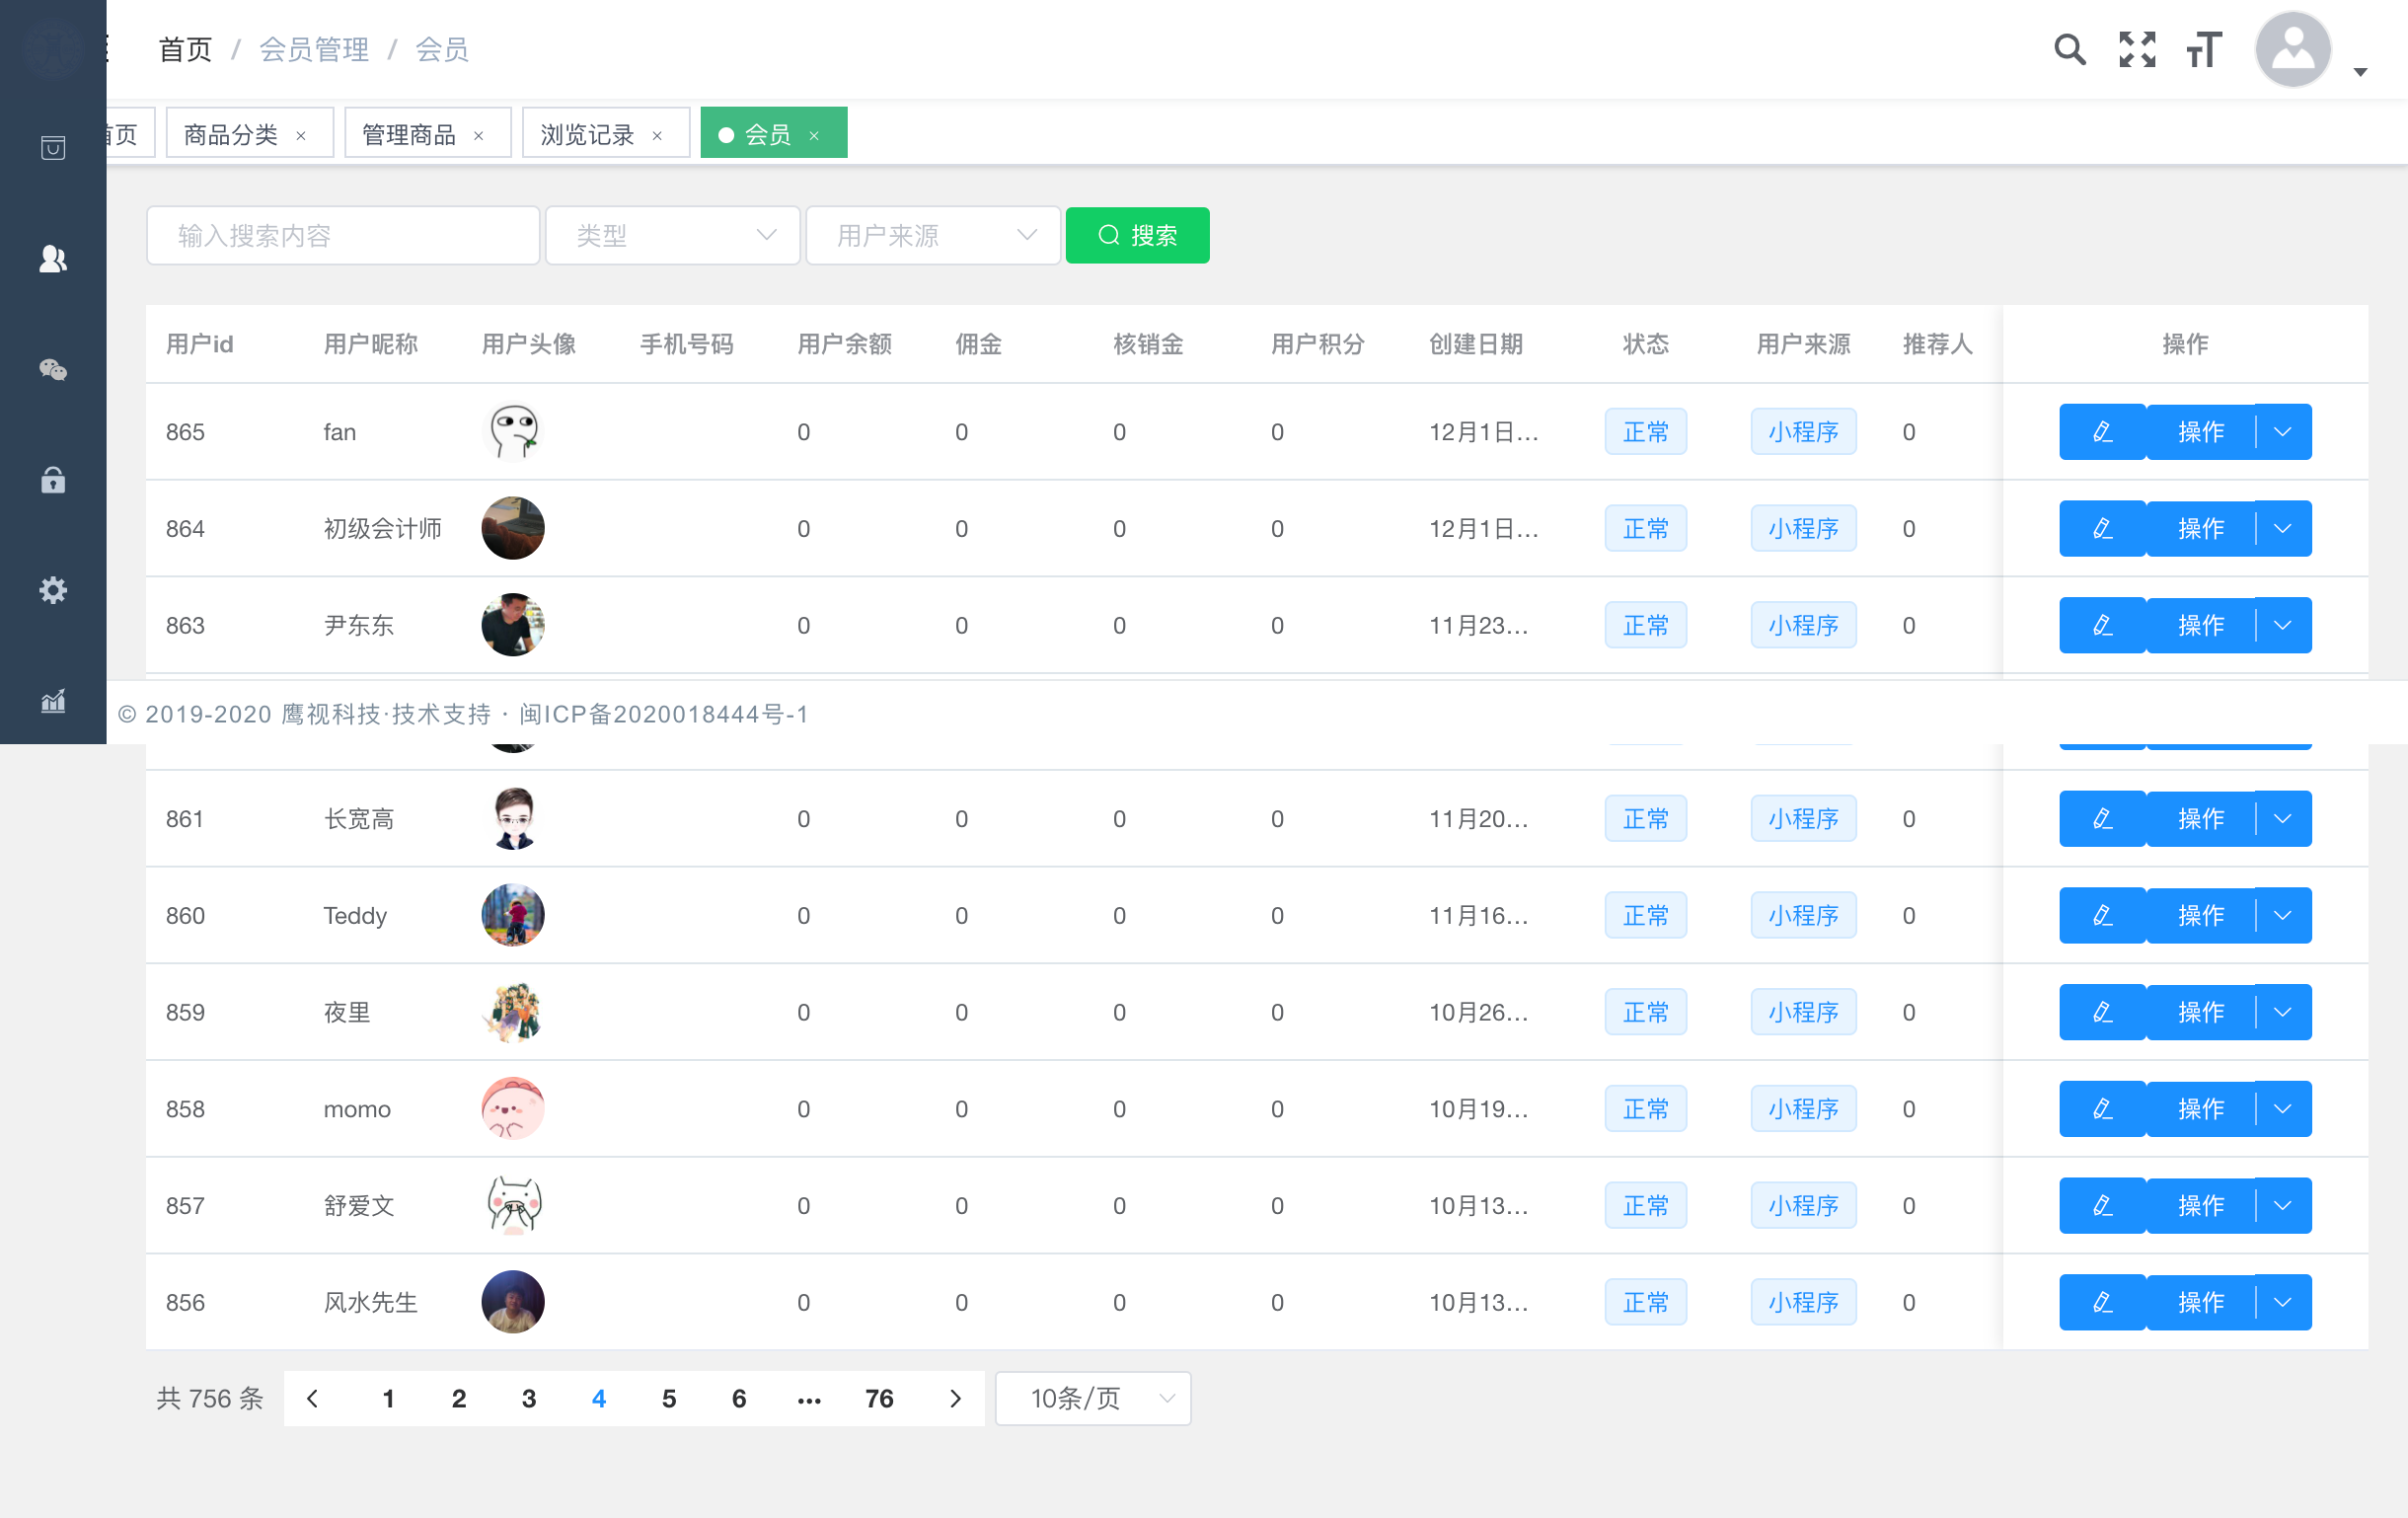 首页 / 会员管理 / 会员
首页 商品分类 × 管理商品 × 浏览记录 × 会员 ×
输入搜索内容 类型 用户来源 搜索
用户id 用户昵称 用户头像 手机号码 用户余额 佣金 核销金 用户积分 创建日期 状态 用户来源 推荐人 操作
865 fan 0 0 0 0 12月1日... 正常 小程序 0 操作
864 初级会计师 0 0 0 0 12月1日... 正常 小程序 0 操作
863 尹东东 0 0 0 0 11月23... 正常 小程序 0 操作
© 2019-2020 鹰视科技·技术支持 · 闽ICP备2020018444号-1
861 长宽高 0 0 0 0 11月20... 正常 小程序 0 操作
860 Teddy 0 0 0 0 11月16... 正常 小程序 0 操作
859 夜里 0 0 0 0 10月26... 正常 小程序 0 操作
858 momo 0 0 0 0 10月19... 正常 小程序 0 操作
857 舒爱文 0 0 0 0 10月13... 正常 小程序 0 操作
856 风水先生 0 0 0 0 10月13... 正常 小程序 0 操作
共 756 条 1 2 3 4 5 6 ... 76 10条/页